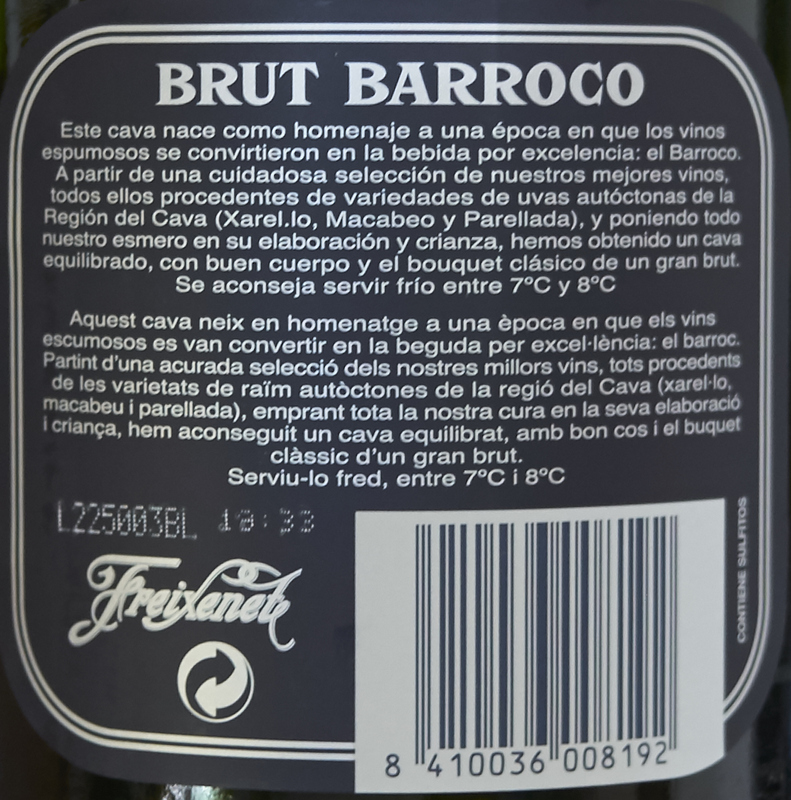 BRUT BARROCO
Este cava nace como homenaje a una época en que los vinos
espumosos se convirtieron en la bebida por excelencia: el Barroco.
A partir de una cuidadosa selección de nuestros mejores vinos,
todos ellos procedentes de variedades de uvas autóctonas de la
Región del Cava (Xarel.lo, Macabeo y Parellada), y poniendo todo
nuestro esmero en su elaboración y crianza, hemos obtenido un cava
equilibrado, con buen cuerpo y el bouquet clásico de un gran brut.
Se aconseja servir frío entre 7ºC y 8ºC
Aquest cava neix en homenatge a una època en que els vins
escumosos es van convertir en la beguda per excel·lència: el barroc.
Partint d'una acurada selecció dels nostres millors vins, tots procedents
de les varietats de raïm autòctones de la regió del Cava (xarel·lo,
macabeu i parellada), emprant tota la nostra cura en la seva elaboració
i criança, hem aconseguit un cava equilibrat, amb bon cos i el buquet
clàssic d'un gran brut.
Serviu-lo fred, entre 7ºC i 8ºC
L225003BL 18:33
Freixenet
CONTIENE SULFITOS
8 410036 008192